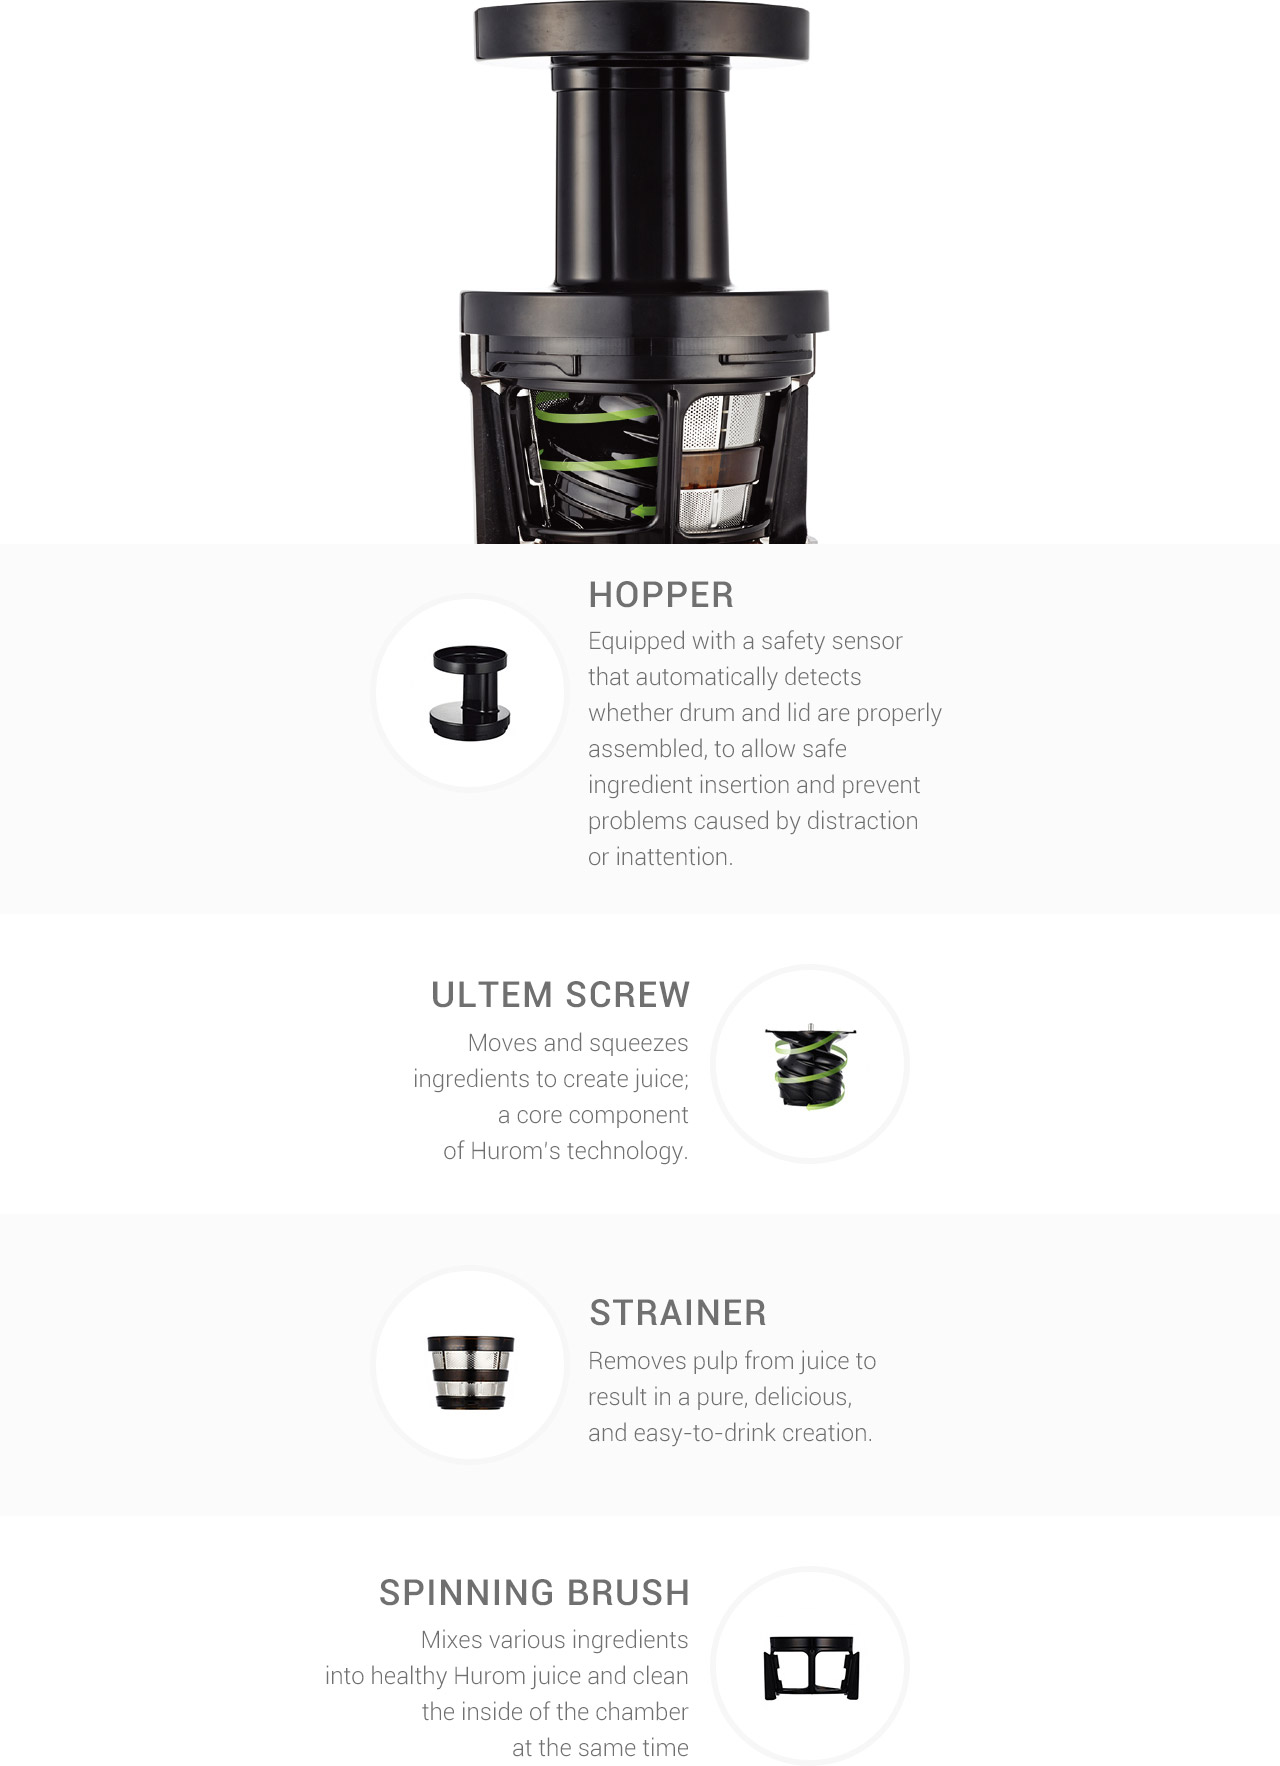 HOPPER
Equipped with a safety sensor
that automatically detects
whether drum and lid are properly
assembled, to allow safe
ingredient insertion and prevent
problems caused by distraction
or inattention.
ULTEM SCREW
Moves and squeezes
ingredients to create juice;
a core component
of Hurom's technology.
STRAINER
Removes pulp from juice to
result in a pure, delicious,
and easy-to-drink creation.
SPINNING BRUSH
Mixes various ingredients
into healthy Hurom juice and clean
the inside of the chamber
at the same time